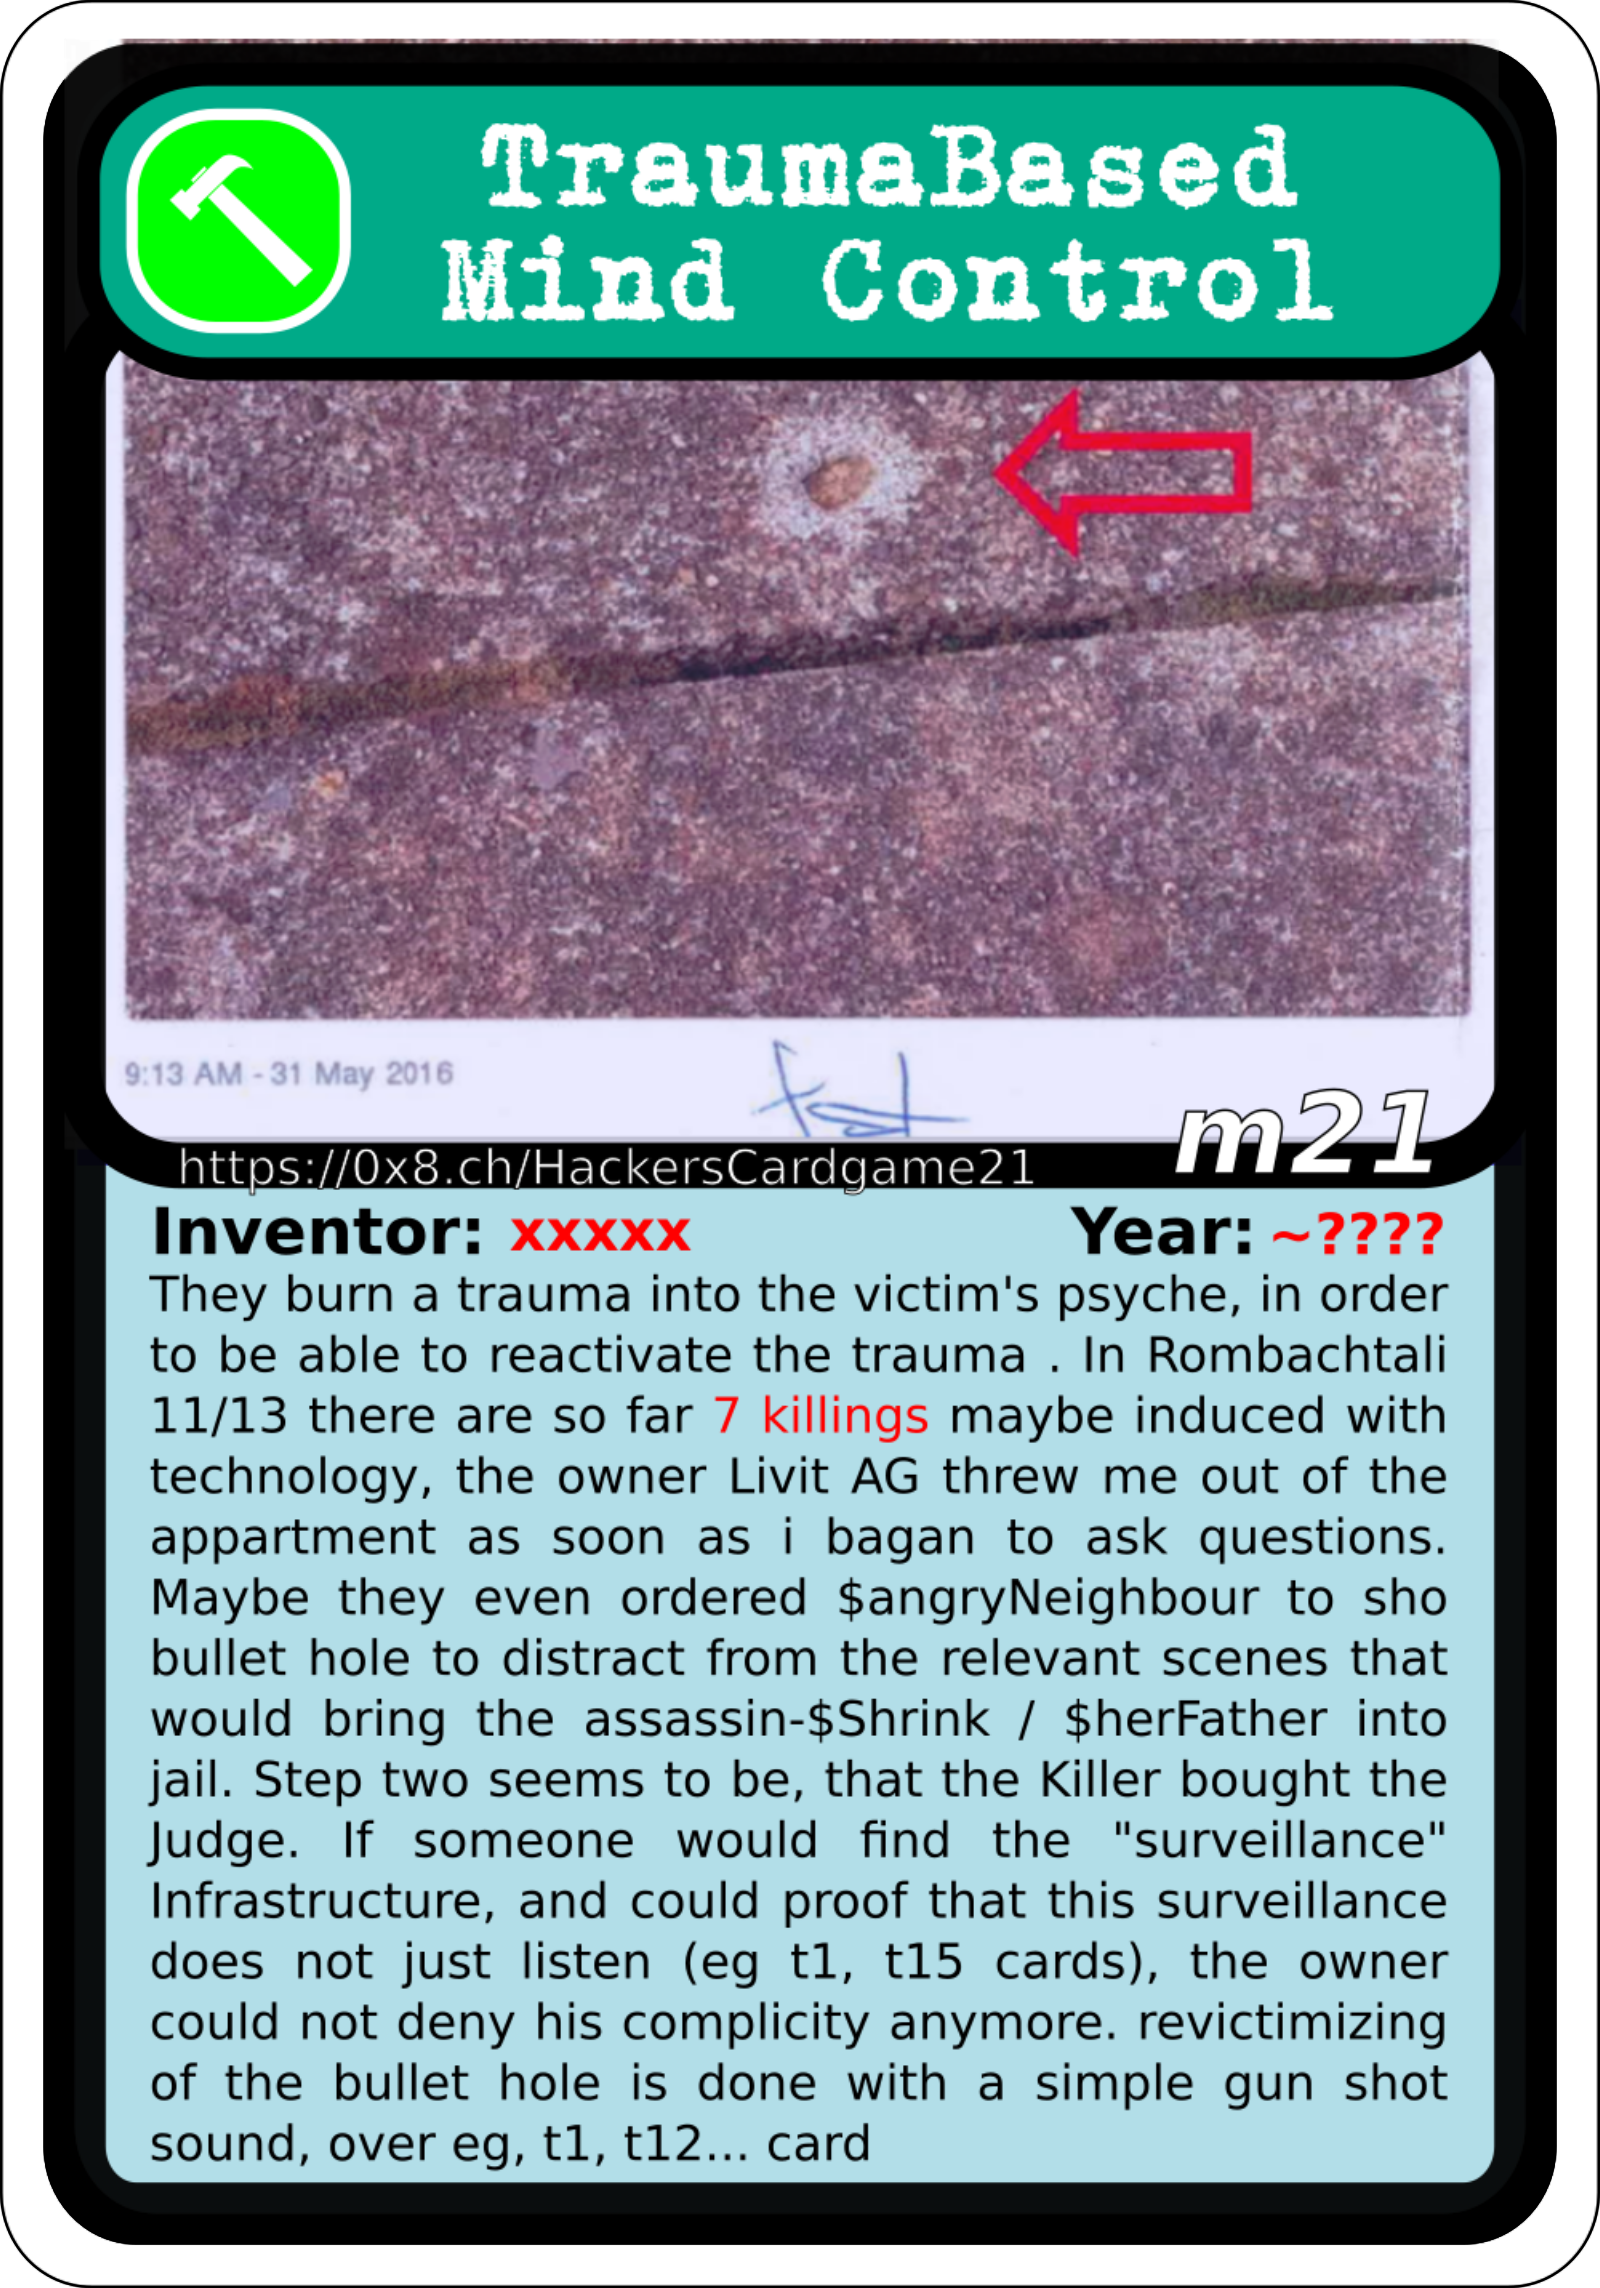 TraumaBased
Mind Control
9:13 AM - 31 May 2016
m21
https://0x8.ch/HackersCardgame21
Inventor: xxxxx Year: ~????
They burn a trauma into the victim's psyche, in order
to be able to reactivate the trauma . In Rombachtali
11/13 there are so far 7 killings maybe induced with
technology, the owner Livit AG threw me out of the
appartment as soon as i bagan to ask questions.
Maybe they even ordered $angryNeighbour to sho
bullet hole to distract from the relevant scenes that
would bring the assassin-$Shrink / $herFather into
jail. Step two seems to be, that the Killer bought the
Judge. If someone would find the "surveillance"
Infrastructure, and could proof that this surveillance
does not just listen (eg t1, t15 cards), the owner
could not deny his complicity anymore. revictimizing
of the bullet hole is done with a simple gun shot
sound, over eg, t1, t12... card